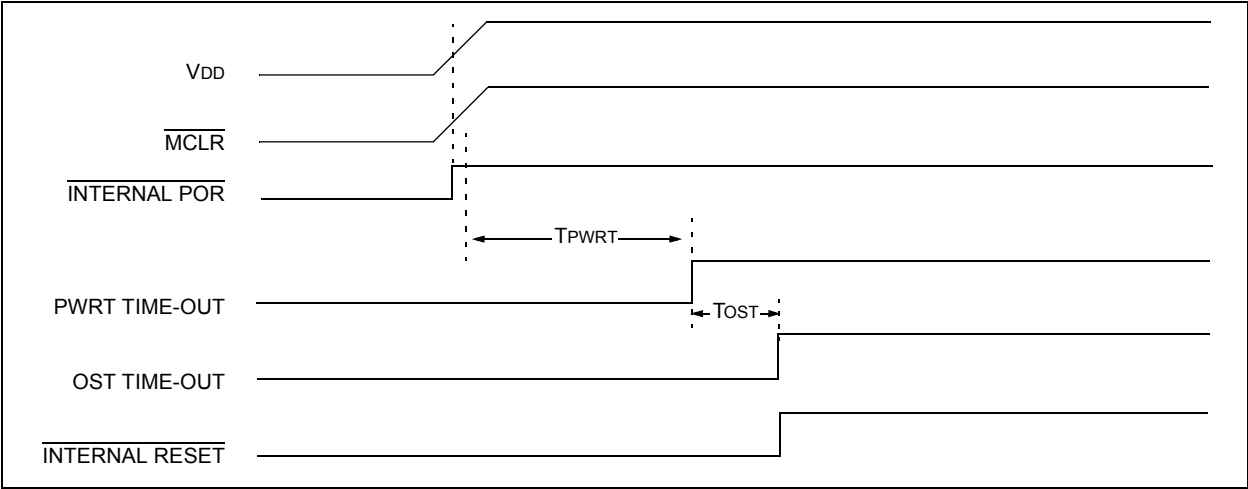 VDD
MCLR
INTERNAL POR
TPWRT
PWRT TIME-OUT
TOST
OST TIME-OUT
INTERNAL RESET